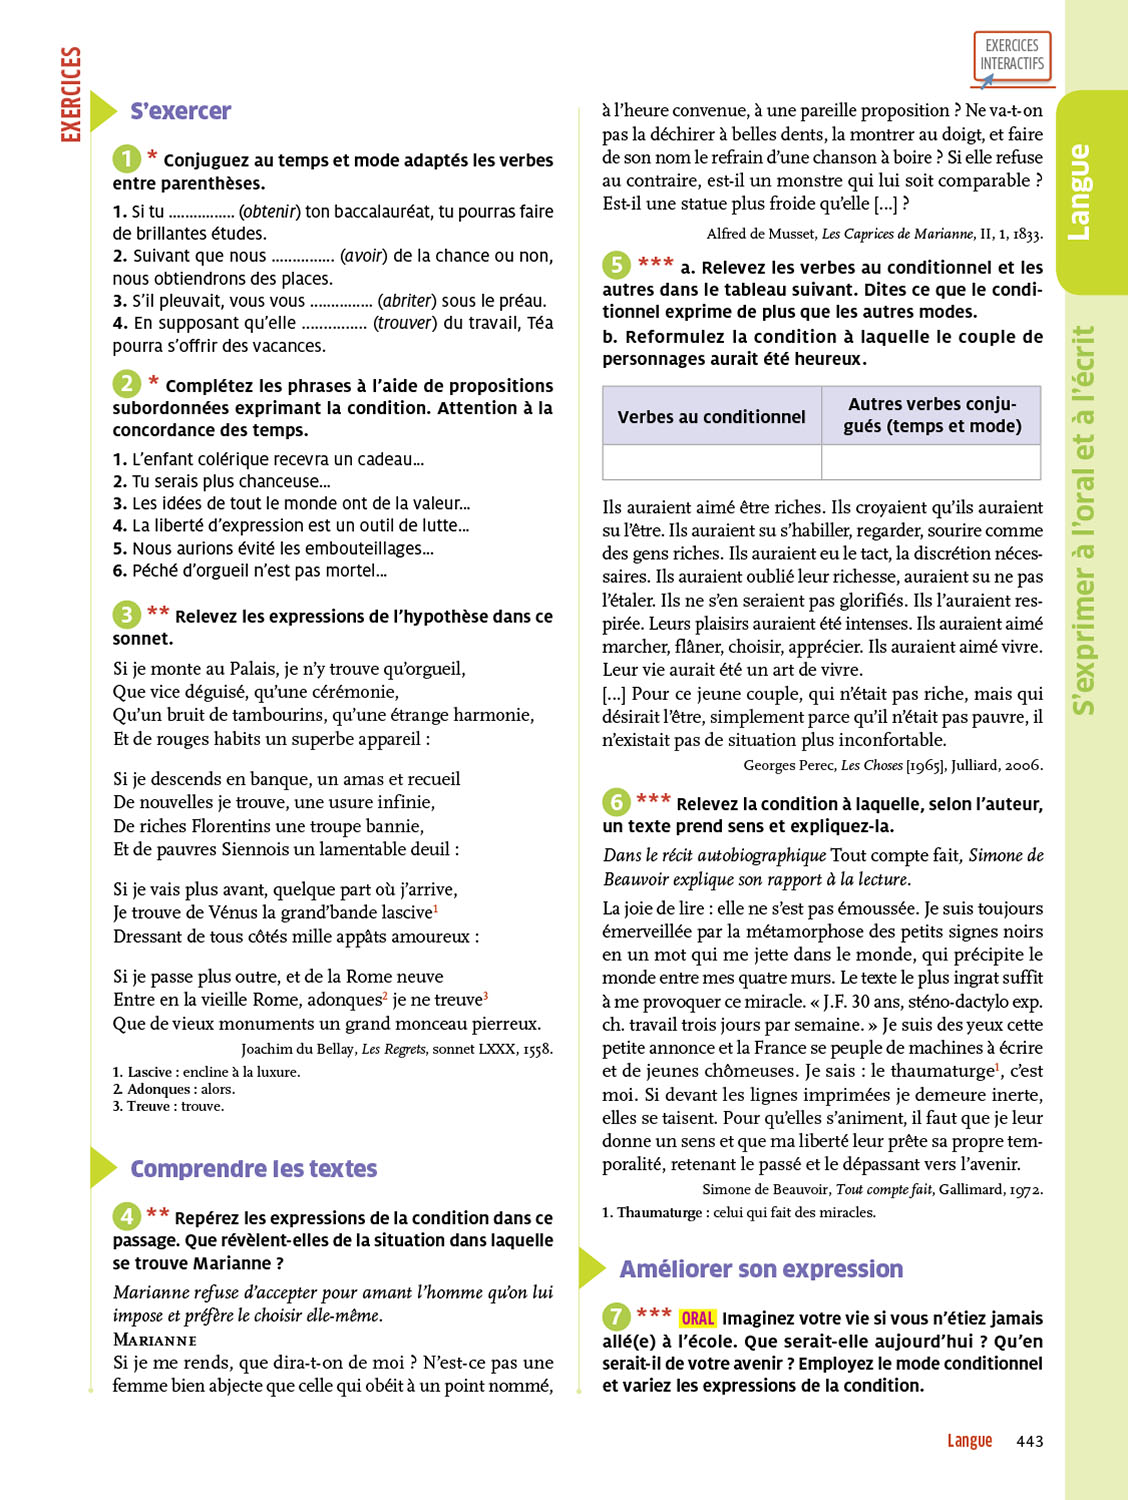 EXERCICES
EXERCICES
INTERACTIFS
S'exercer
1 * Conjuguez au temps et mode adaptés les verbes
entre parenthèses.
1. Si tu ............... (obtenir) ton baccalauréat, tu pourras faire
de brillantes études.
2. Suivant que nous ............... (avoir) de la chance ou non,
nous obtiendrons des places.
3. S'il pleuvait, vous vous ............... (abriter) sous le préau.
4. En supposant qu'elle ............... (trouver) du travail, Téa
pourra s'offrir des vacances.
2 * Complétez les phrases à l'aide de propositions
subordonnées exprimant la condition. Attention à la
concordance des temps.
1. L'enfant colérique recevra un cadeau...
2. Tu serais plus chanceuse...
3. Les idées de tout le monde ont de la valeur...
4. La liberté d'expression est un outil de lutte...
5. Nous aurions évité les embouteillages...
6. Péché d'orgueil n'est pas mortel...
3 ** Relevez les expressions de l'hypothèse dans ce
sonnet.
Si je monte au Palais, je n'y trouve qu'orgueil,
Que vice déguisé, qu'une cérémonie,
Qu'un bruit de tambourins, qu'une étrange harmonie,
Et de rouges habits un superbe appareil :
Si je descends en banque, un amas et recueil
De nouvelles je trouve, une usure infinie,
De riches Florentins une troupe bannie,
Et de pauvres Siennois un lamentable deuil :
Si je vais plus avant, quelque part où j'arrive,
Je trouve de Vénus la grand'bande lascive1
Dressant de tous côtés mille appâts amoureux :
Si je passe plus outre, et de la Rome neuve
Entre en la vieille Rome, adonques2 je ne treuve3
Que de vieux monuments un grand monceau pierreux.
Joachim du Bellay, Les Regrets, sonnet LXXX, 1558.
1. Lascive : encline à la luxure.
2. Adonques : alors.
3. Treuve : trouve.
Comprendre les textes
4 ** Repérez les expressions de la condition dans ce
passage. Que révèlent-elles de la situation dans laquelle
se trouve Marianne ?
Marianne refuse d'accepter pour amant l'homme qu'on lui
impose et préfère le choisir elle-même.
MARIANNE
Si je me rends, que dira-t-on de moi ? N'est-ce pas une
femme bien abjecte que celle qui obéit à un point nommé,
à l'heure convenue, à une pareille proposition ? Ne va-t-on
pas la déchirer à belles dents, la montrer au doigt, et faire
de son nom le refrain d'une chanson à boire ? Si elle refuse
au contraire, est-il un monstre qui lui soit comparable ?
Est-il une statue plus froide qu'elle [...] ?
Alfred de Musset, Les Caprices de Marianne, II, 1, 1833.
5 *** a. Relevez les verbes au conditionnel et les
autres dans le tableau suivant. Dites ce que le condi-
tionnel exprime de plus que les autres modes.
b. Reformulez la condition à laquelle le couple de
personnages aurait été heureux.
Verbes au conditionnel
Autres verbes conju-
gués (temps et mode)
Ils auraient aimé être riches. Ils croyaient qu'ils auraient
su l'être. Ils auraient su s'habiller, regarder, sourire comme
des gens riches. Ils auraient eu le tact, la discrétion néces-
saires. Ils auraient oublié leur richesse, auraient su ne pas
l'étaler. Ils ne s'en seraient pas glorifiés. Ils l'auraient res-
pirée. Leurs plaisirs auraient été intenses. Ils auraient aimé
marcher, flâner, choisir, apprécier. Ils auraient aimé vivre.
Leur vie aurait été un art de vivre.
[...] Pour ce jeune couple, qui n'était pas riche, mais qui
désirait l'être, simplement parce qu'il n'était pas pauvre, il
n'existait pas de situation plus inconfortable.
Georges Perec, Les Choses [1965], Julliard, 2006.
6 *** Relevez la condition à laquelle, selon l'auteur,
un texte prend sens et expliquez-la.
Dans le récit autobiographique Tout compte fait, Simone de
Beauvoir explique son rapport à la lecture.
La joie de lire : elle ne s'est pas émoussée. Je suis toujours
émerveillée par la métamorphose des petits signes noirs
en un mot qui me jette dans le monde, qui précipite le
monde entre mes quatre murs. Le texte le plus ingrat suffit
à me provoquer ce miracle. « J.F. 30 ans, sténo-dactylo exp.
ch. travail trois jours par semaine. » Je suis des yeux cette
petite annonce et la France se peuple de machines à écrire
et de jeunes chômeuses. Je sais : le thaumaturge1, c'est
moi. Si devant les lignes imprimées je demeure inerte,
elles se taisent. Pour qu'elles s'animent, il faut que je leur
donne un sens et que ma liberté leur prête sa propre tem-
poralité, retenant le passé et le dépassant vers l'avenir.
Simone de Beauvoir, Tout compte fait, Gallimard, 1972.
1. Thaumaturge : celui qui fait des miracles.
Améliorer son expression
7 *** ORAL Imaginez votre vie si vous n'étiez jamais
allé(e) à l'école. Que serait-elle aujourd'hui ? Qu'en
serait-il de votre avenir ? Employez le mode conditionnel
et variez les expressions de la condition.
Langue
S'exprimer à l'oral et à l'écrit
Langue 443